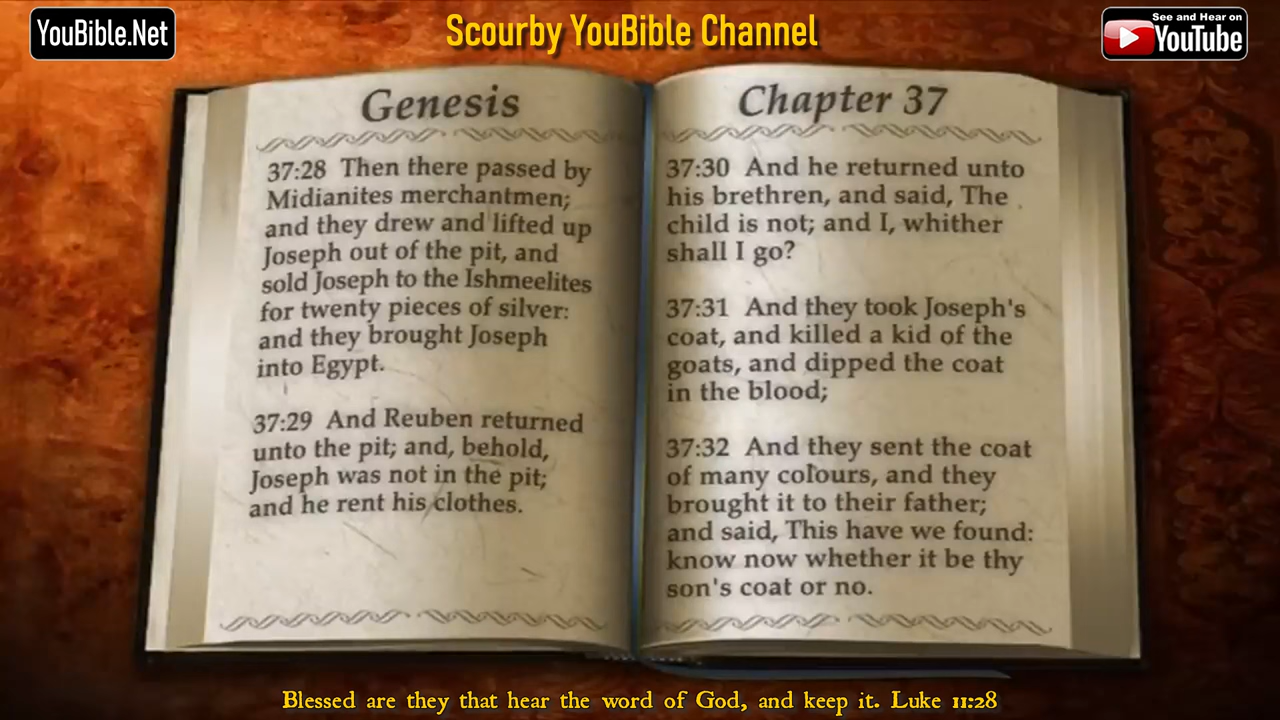 YouBible.Net
Scourby YouBible Channel
See and Hear on
YouTube
Genesis
37:28 Then there passed by
Midianites merchantmen;
and they drew and lifted up
Joseph out of the pit, and
sold Joseph to the Ishmeelites
for twenty pieces of silver:
and they brought Joseph
into Egypt.
37:29 And Reuben returned
unto the pit; and, behold,
Joseph was not in the pit;
and he rent his clothes.
Chapter 37
37:30 And he returned unto
his brethren, and said, The
child is not; and I, whither
shall I go?
37:31 And they took Joseph's
coat, and killed a kid of the
goats, and dipped the coat
in the blood;
37:32 And they sent the coat
of many colours, and they
brought it to their father;
and said, This have we found:
know now whether it be thy
son's coat or no.
Blessed are they that hear the word of God, and keep it. Luke 11:28